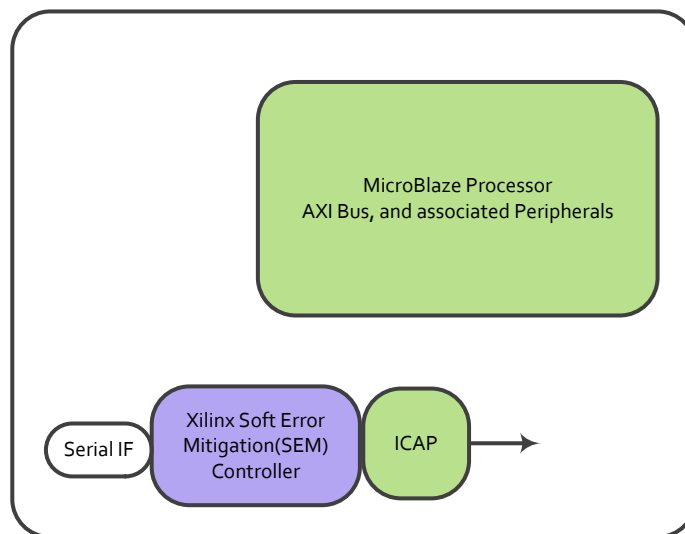 MicroBlaze Processor
AXI Bus, and associated Peripherals
Serial IF
Xilinx Soft Error
Mitigation(SEM)
Controller
ICAP